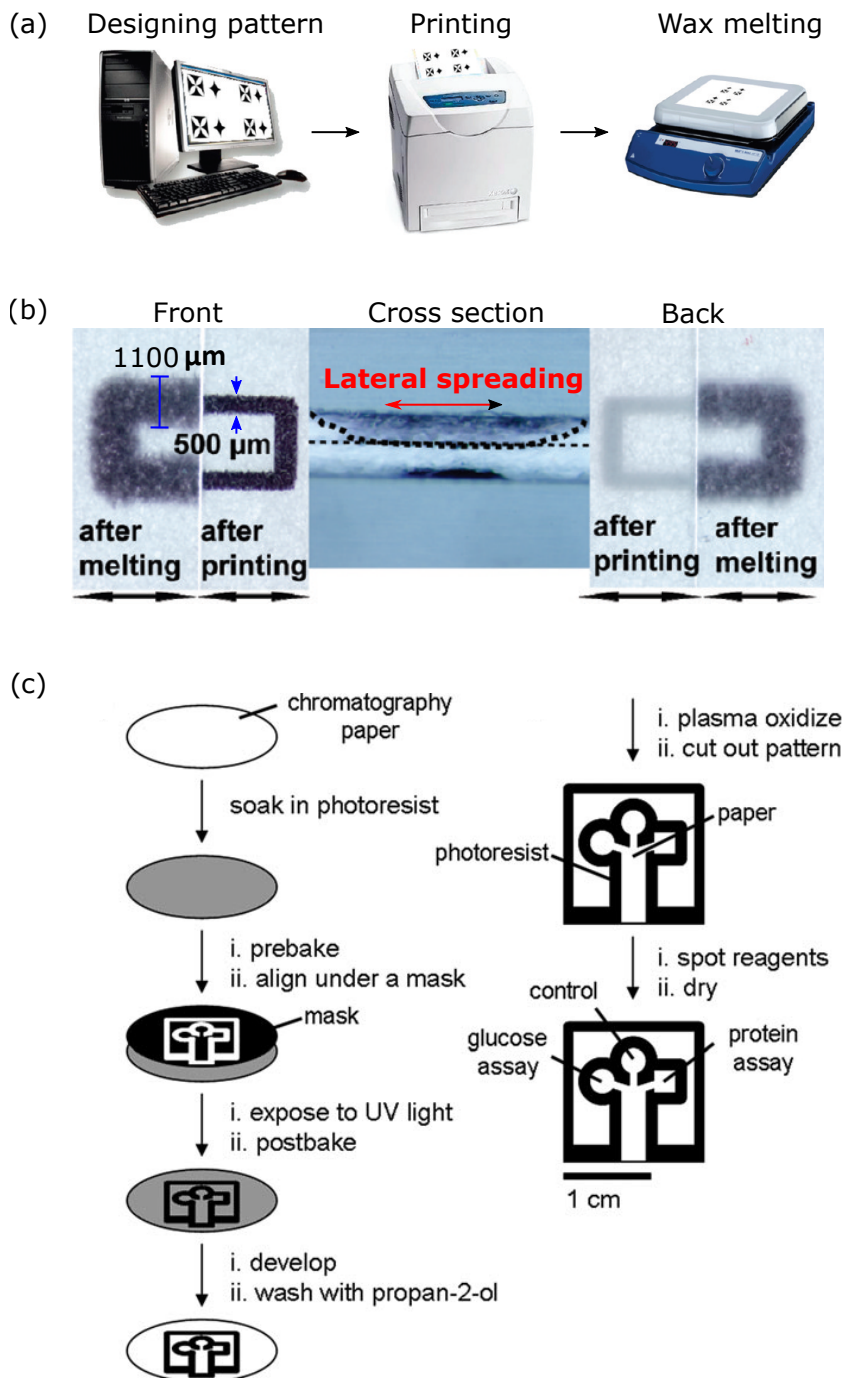 (a) Designing pattern Printing Wax melting
(b) Front Cross section Back
1100 µm
Lateral spreading
500 µm
after melting
after printing
after printing
after melting
(c)
chromatography
paper
soak in photoresist
i. prebake
ii. align under a mask
mask
i. expose to UV light
ii. postbake
i. develop
ii. wash with propan-2-ol
i. plasma oxidize
ii. cut out pattern
paper
photoresist
i. spot reagents
ii. dry
control
glucose
assay
protein
assay
1 cm